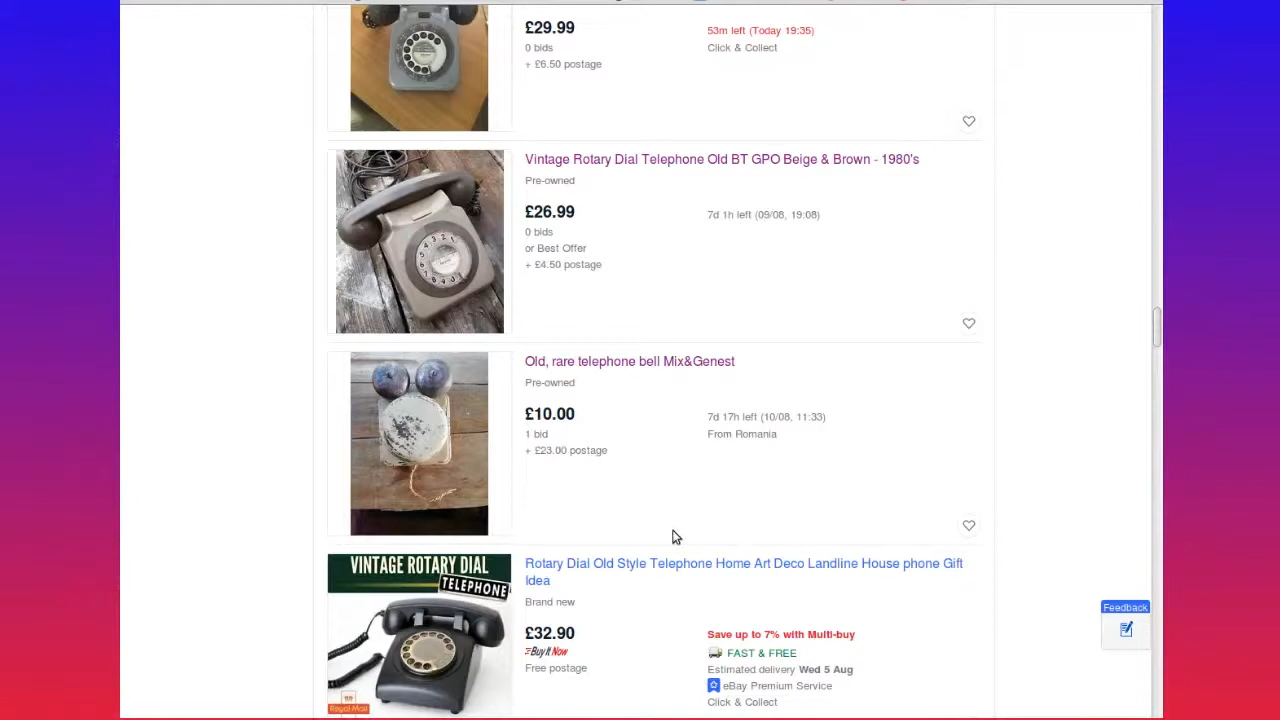 £29.99
53m left (Today 19:35)
0 bids
Click & Collect
+ £6.50 postage
Vintage Rotary Dial Telephone Old BT GPO Beige & Brown - 1980's
Pre-owned
£26.99
7d 1h left (09/08, 19:08)
0 bids
or Best Offer
+ £4.50 postage
Old, rare telephone bell Mix&Genest
Pre-owned
£10.00
7d 17h left (10/08, 11:33)
1 bid
From Romania
+ £23.00 postage
VINTAGE ROTARY DIAL
TELEPHONE
Royal Mail
Rotary Dial Old Style Telephone Home Art Deco Landline House phone Gift
Idea
Brand new
£32.90
Save up to 7% with Multi-buy
Buy It Now
FAST & FREE
Free postage
Estimated delivery Wed 5 Aug
eBay Premium Service
Click & Collect
Feedback